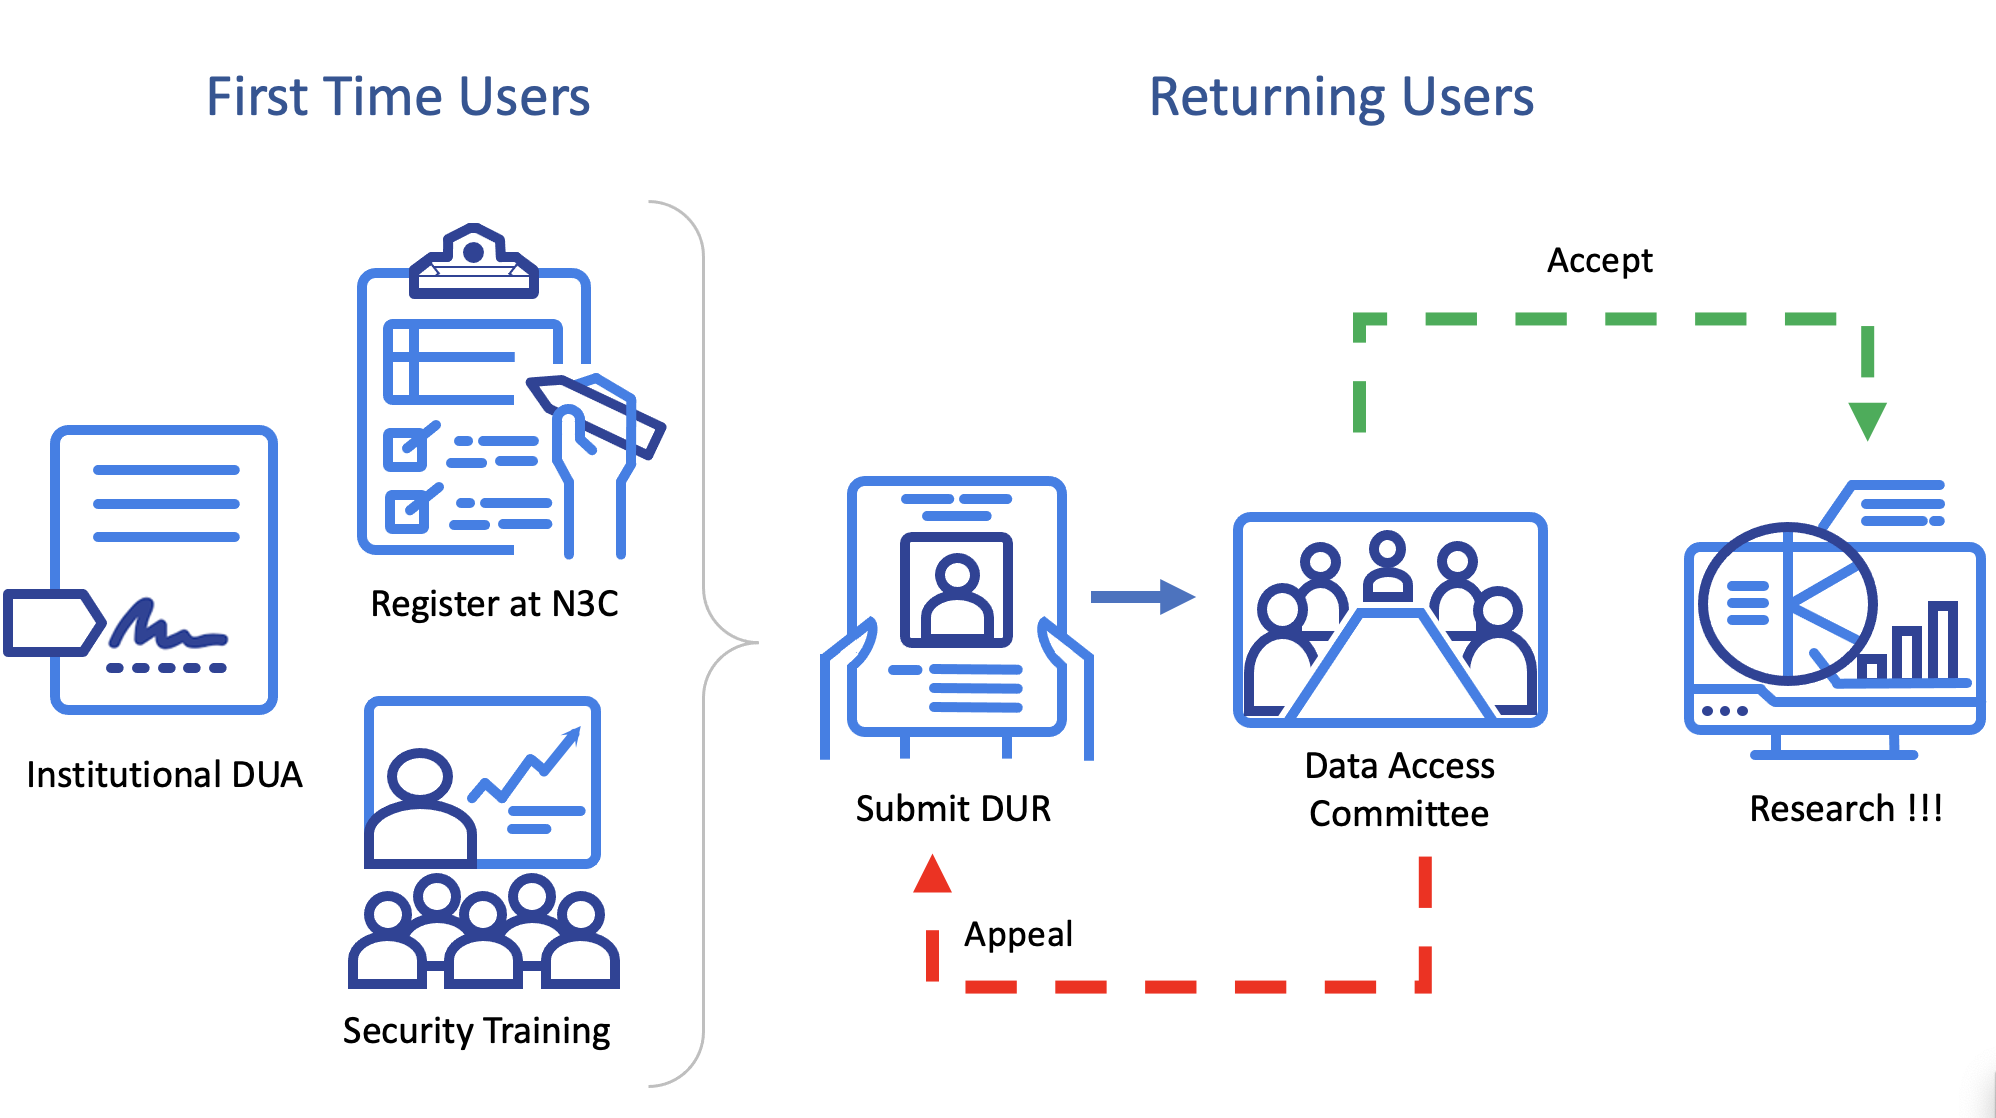 First Time Users
Returning Users
Accept
Register at N3C
Institutional DUA
Submit DUR
Data Access
Committee
Research !!!
Appeal
Security Training